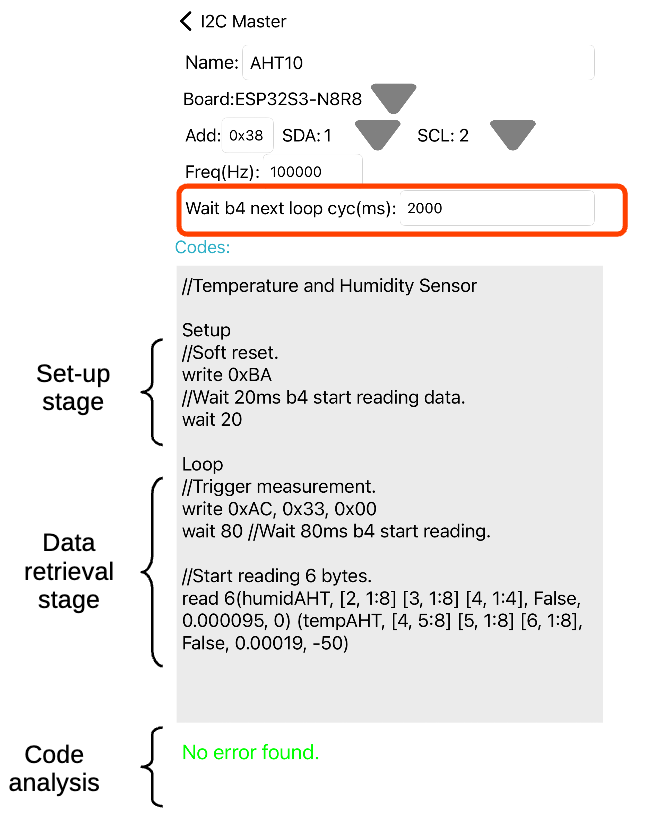 I2C Master
Name: AHT10
Board:ESP32S3-N8R8
Add: 0x38 SDA: 1 SCL: 2
Freq(Hz): 100000
Wait b4 next loop cyc(ms): 2000
Codes:
//Temperature and Humidity Sensor
Setup
//Soft reset.
write 0xBA
//Wait 20ms b4 start reading data.
wait 20
Set-up
stage
Loop
//Trigger measurement.
write 0xAC, 0x33, 0x00
wait 80 //Wait 80ms b4 start reading.
//Start reading 6 bytes.
read 6(humidAHT, [2, 1:8] [3, 1:8] [4, 1:4], False,
0.000095, 0) (tempAHT, [4, 5:8] [5, 1:8] [6, 1:8],
False, 0.00019, -50)
Data
retrieval
stage
No error found.
Code
analysis